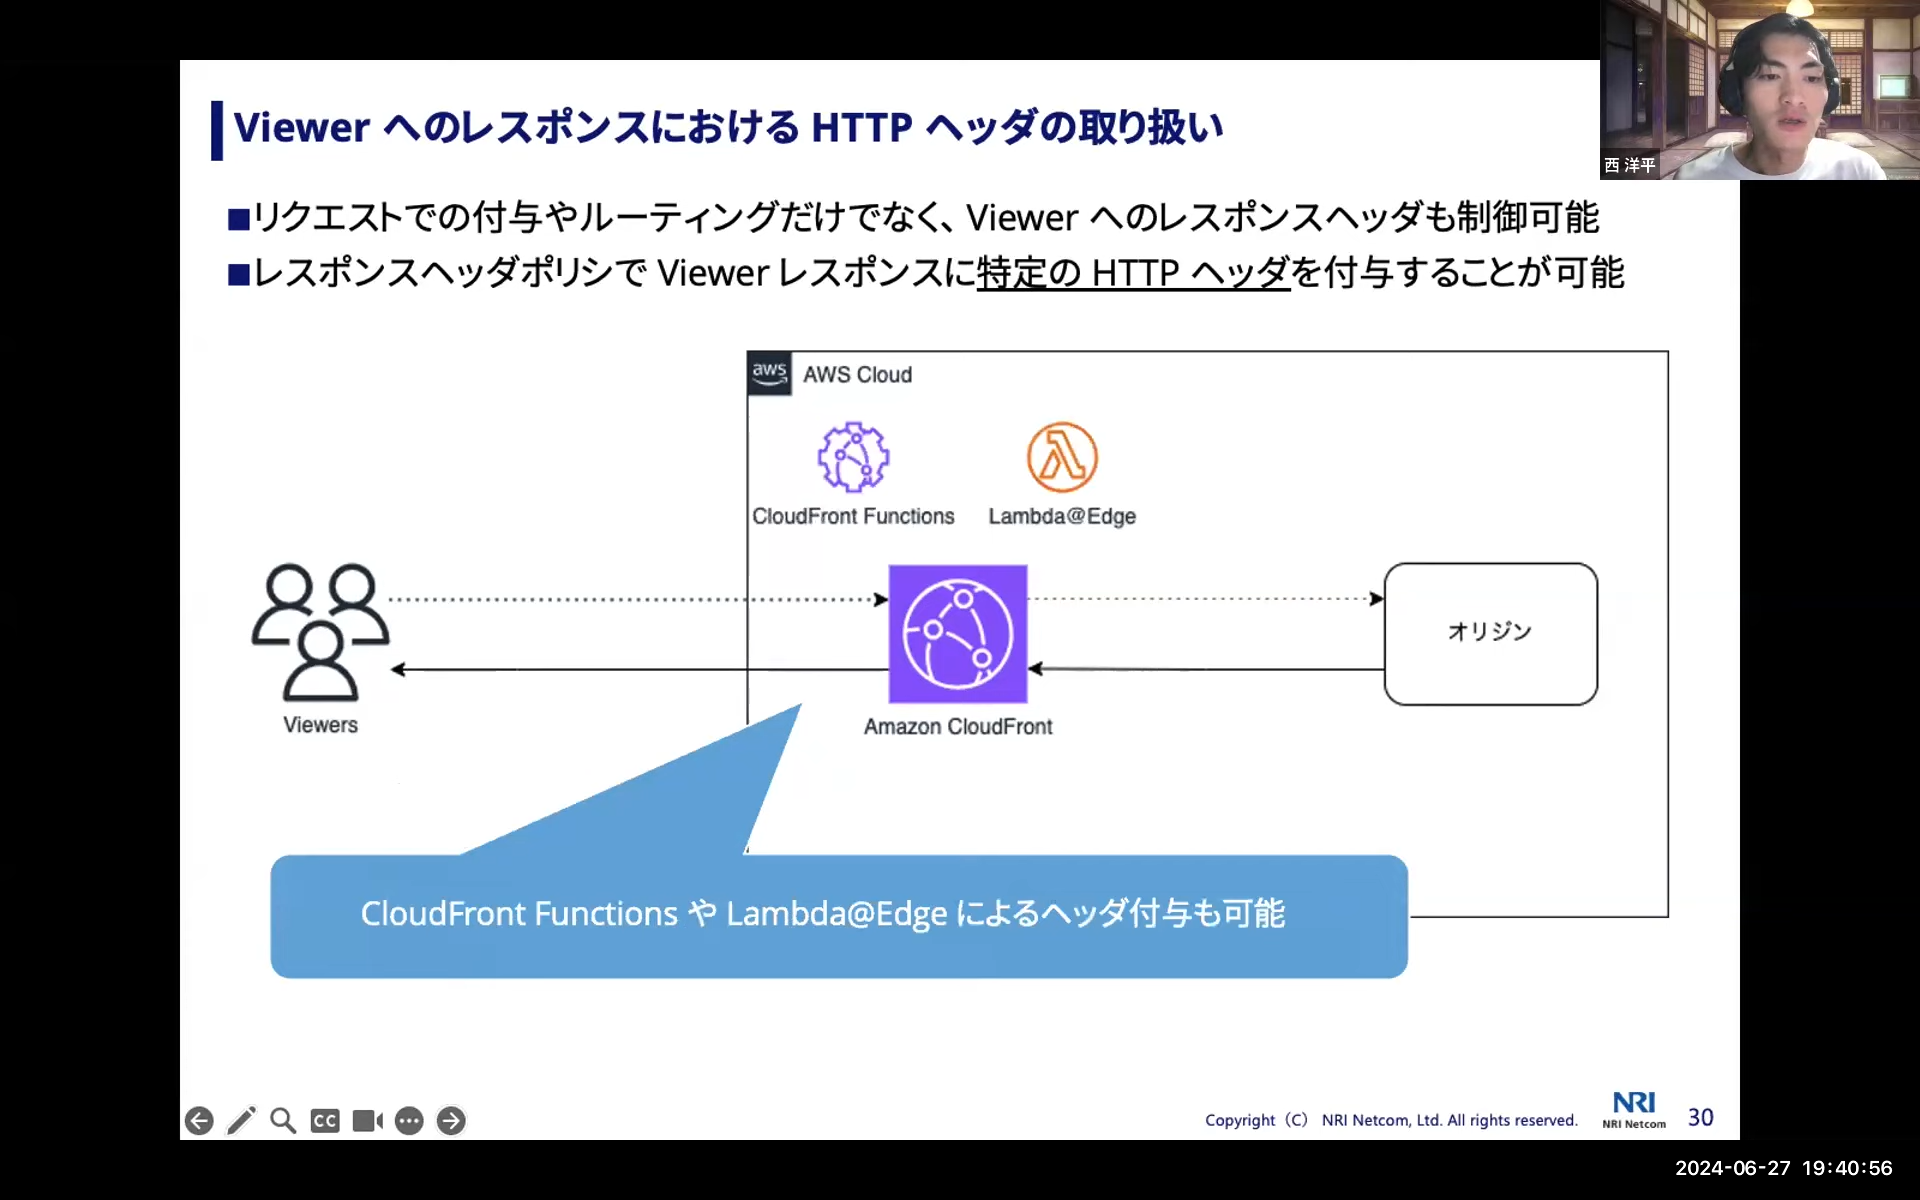 Viewer へのレスポンスにおける HTTP ヘッダの取り扱い
西 洋平
■リクエストでの付与やルーティングだけでなく、Viewer へのレスポンスヘッダも制御可能
■レスポンスヘッダポリシで Viewer レスポンスに特定の HTTP ヘッダを付与することが可能
aws AWS Cloud
CloudFront Functions
Lambda@Edge
オリジン
Viewers
Amazon CloudFront
CloudFront Functions や Lambda@Edge によるヘッダ付与も可能
CC
Copyright（C） NRI Netcom, Ltd. All rights reserved.
NRI
NRI Netcom
30
2024-06-27 19:40:56